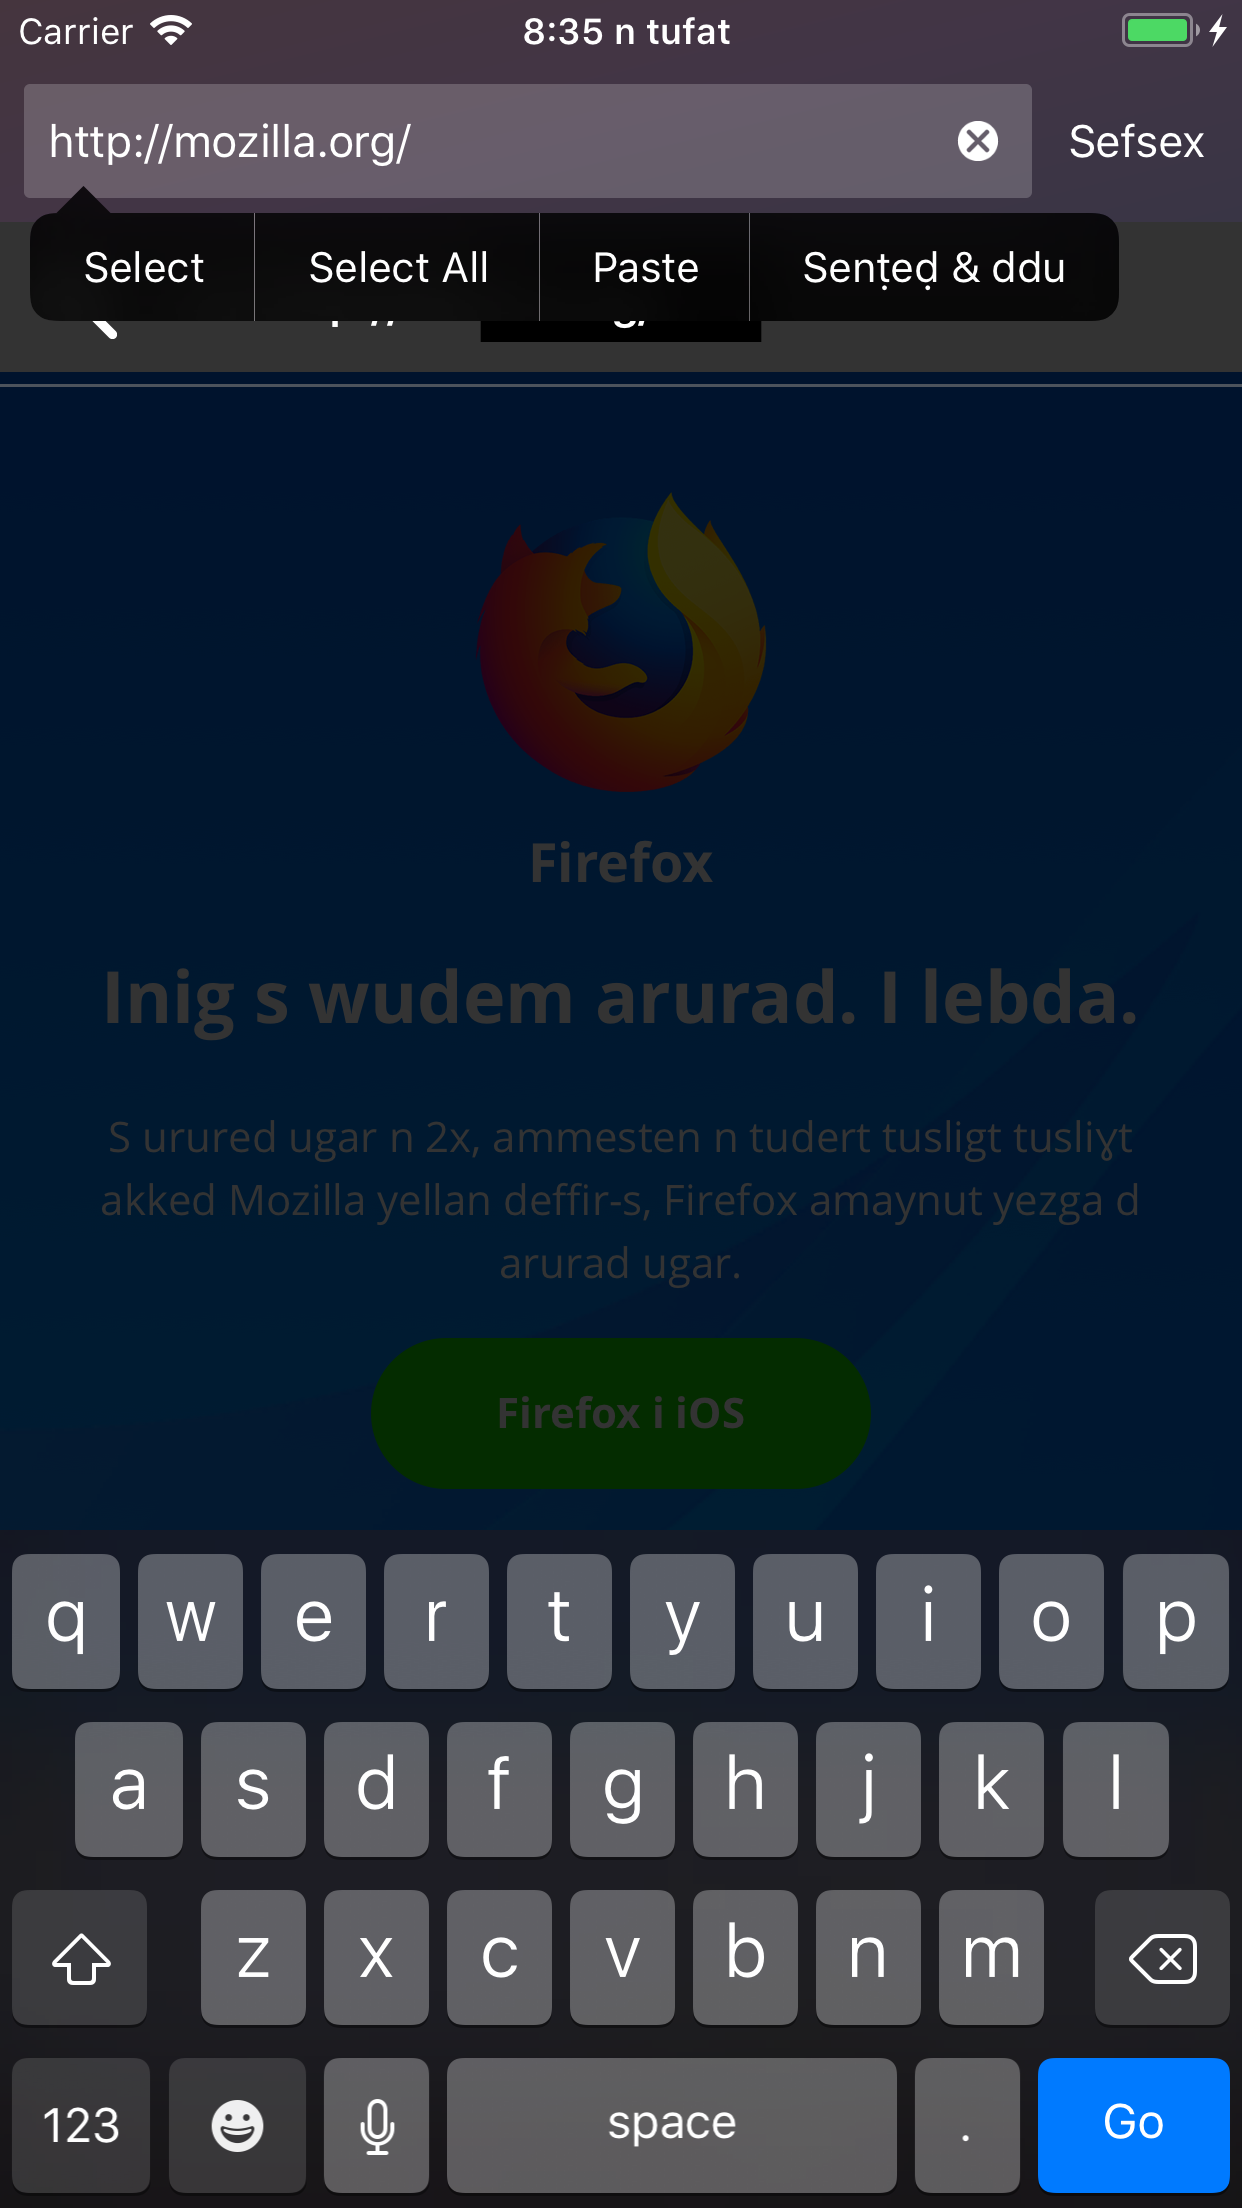 Carrier 8:35 n tufat
http://mozilla.org/ Sefsex
Select Select All Paste Senṭeḍ & ddu
Firefox
Inig s wudem arurad. I lebda.
S urured ugar n 2x, ammesten n tudert tusligt tusliɣt
akked Mozilla yellan deffir-s, Firefox amaynut yezga d
arurad ugar.
Firefox i iOS
q w e r t y u i o p
a s d f g h j k l
z x c v b n m
123 space . Go